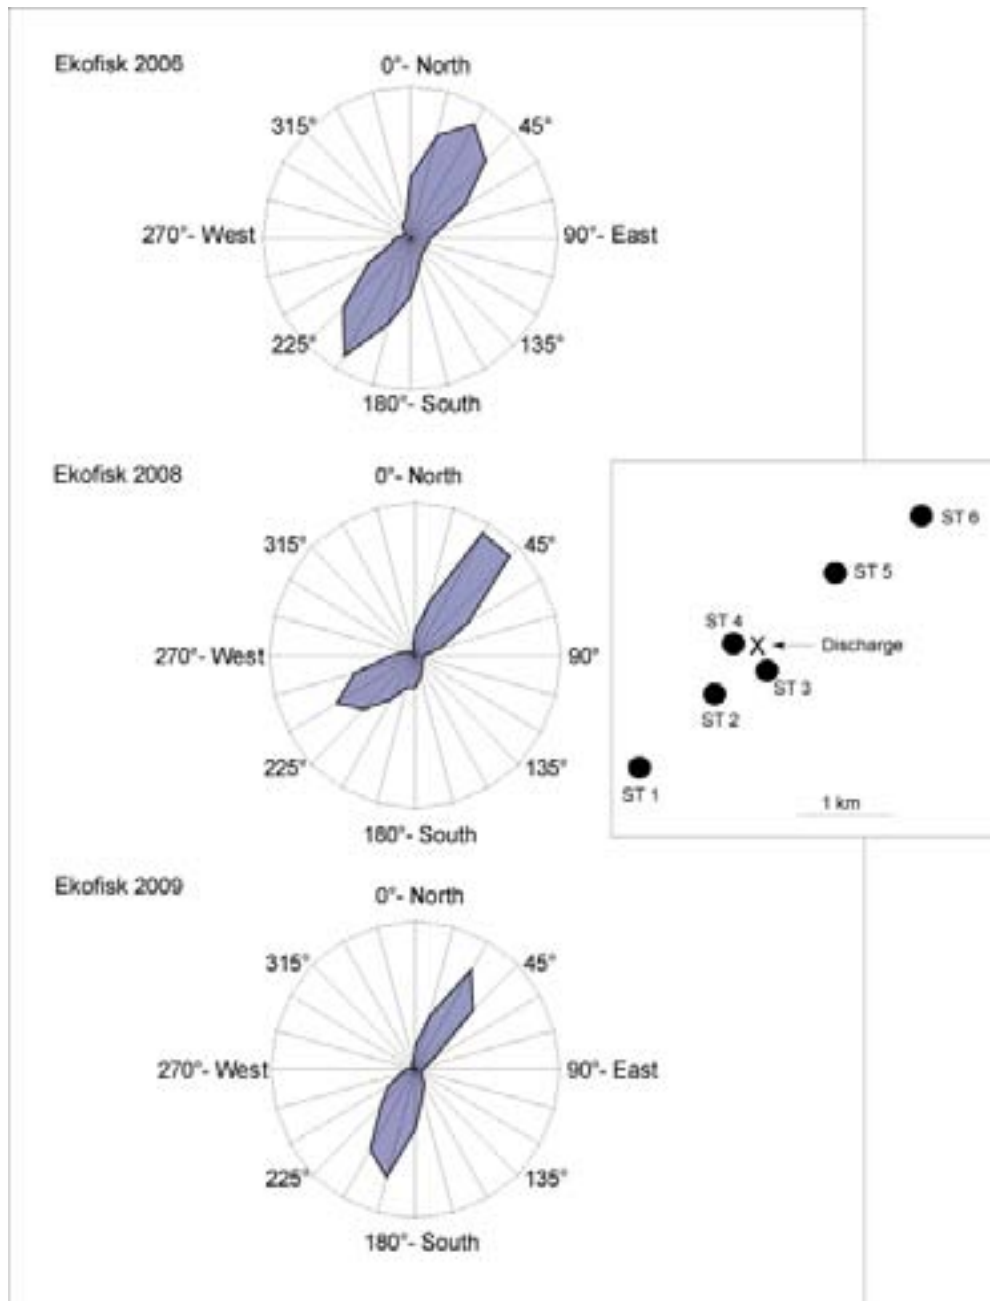 Ekofisk 2006
0°- North
315°
45°
270°- West
90°- East
225°
135°
180°- South
Ekofisk 2008
0°- North
315°
45°
270°- West
90°
225°
135°
180°- South
ST 6
ST 5
ST 4
X
Discharge
ST 3
ST 2
ST 1
1 km
Ekofisk 2009
0°- North
315°
45°
270°- West
90°- East
225°
135°
180°- South